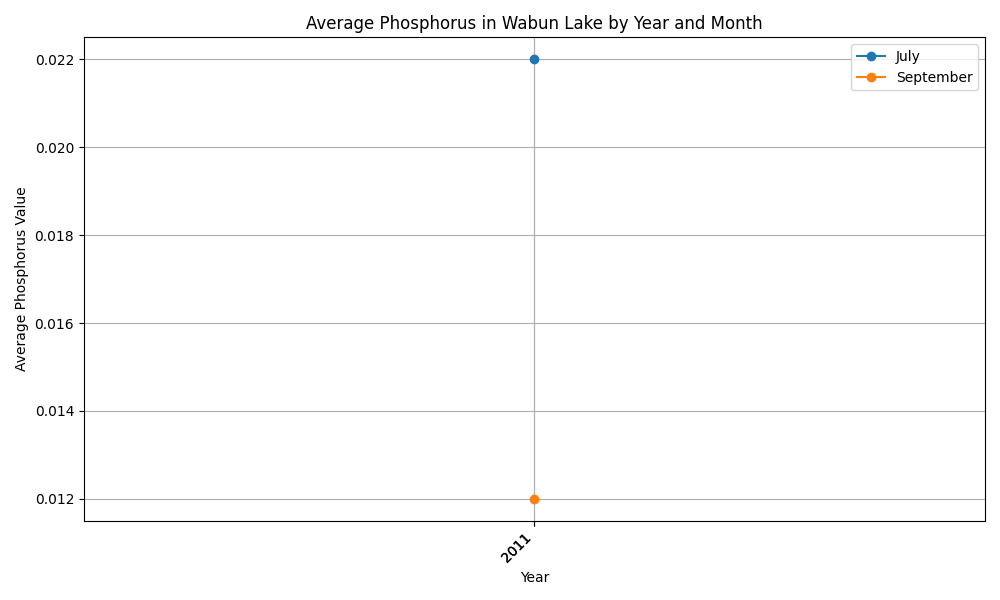 Average Phosphorus in Wabun Lake by Year and Month
July
September
Average Phosphorus Value
0.022
0.020
0.018
0.016
0.014
0.012
2011
Year